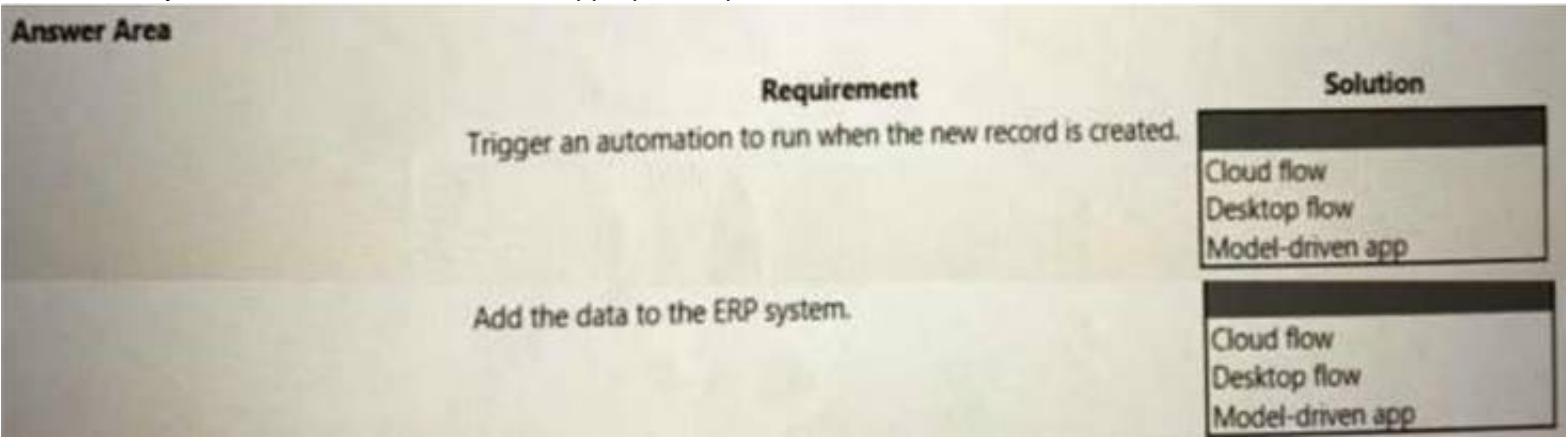 Answer Area
Requirement Solution
Trigger an automation to run when the new record is created.
Cloud flow
Desktop flow
Model-driven app
Add the data to the ERP system.
Cloud flow
Desktop flow
Model-driven app